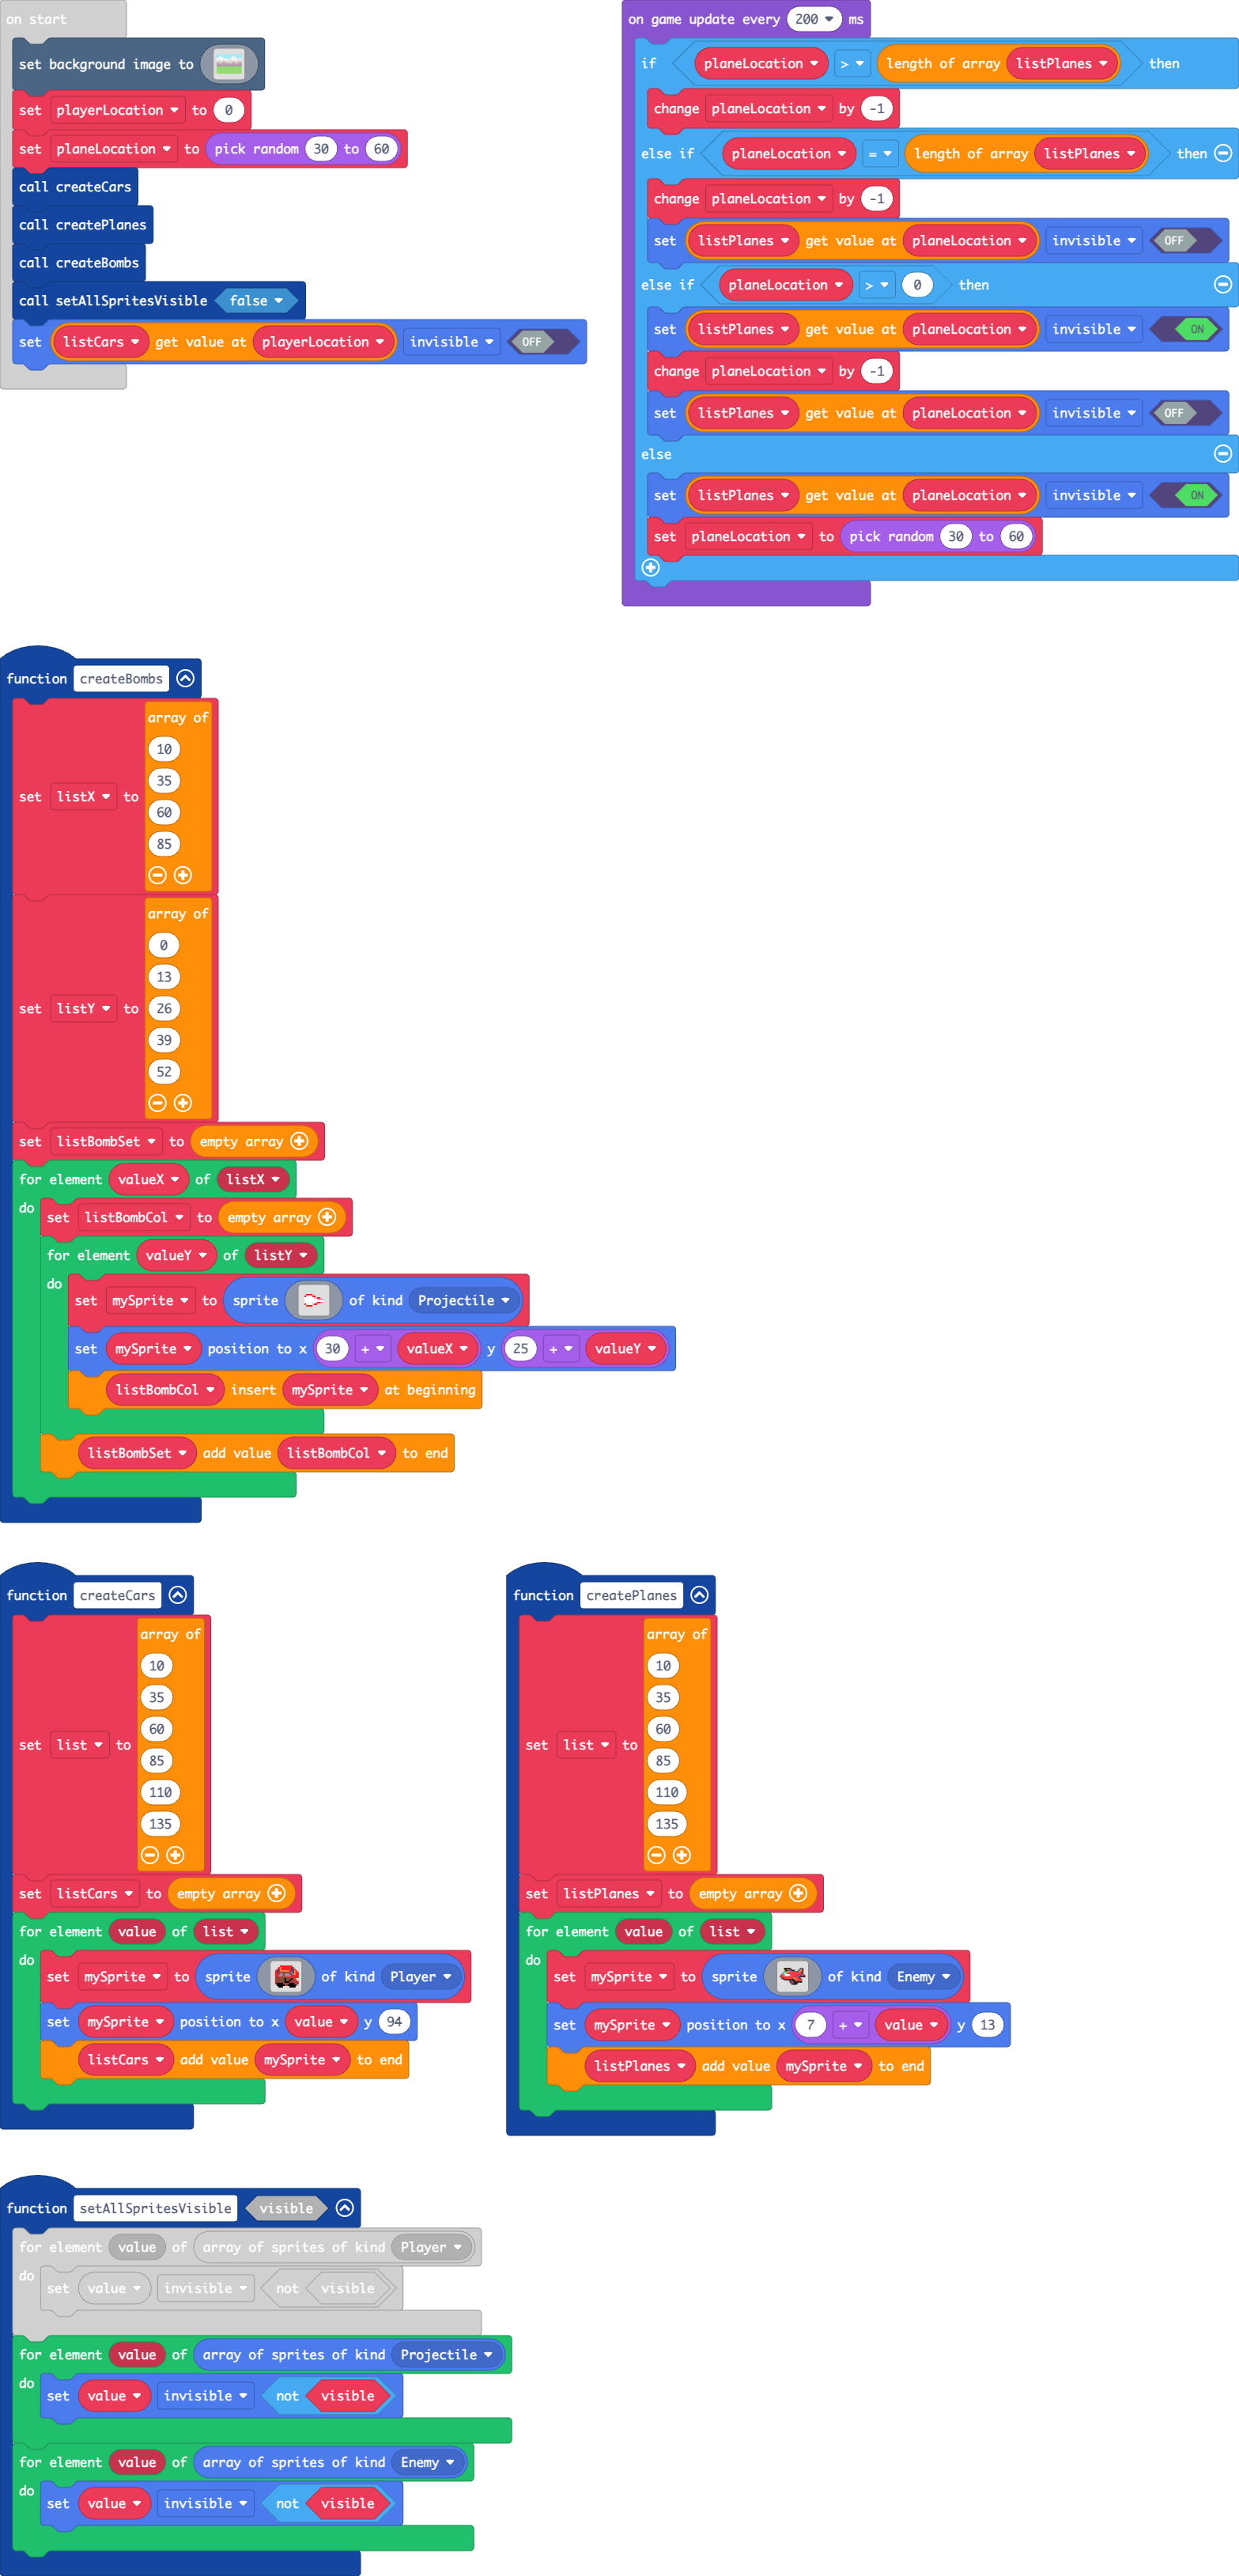 on start
set background image to
set playerLocation to 0
set planeLocation to pick random 30 to 60
call createCars
call createPlanes
call createBombs
call setAllSpritesVisible false
set listCars get value at playerLocation invisible OFF
on game update every 200 ms
if planeLocation > length of array listPlanes then
change planeLocation by -1
else if planeLocation = length of array listPlanes then
change planeLocation by -1
set listPlanes get value at planeLocation invisible OFF
else if planeLocation > 0 then
set listPlanes get value at planeLocation invisible ON
change planeLocation by -1
set listPlanes get value at planeLocation invisible OFF
else
set listPlanes get value at planeLocation invisible ON
set planeLocation to pick random 30 to 60
function createBombs
array of
10
35
set listX to
60
85
array of
0
13
set listY to 26
39
52
set listBombSet to empty array
for element valueX of listX
do set listBombCol to empty array
for element valueY of listY
do set mySprite to sprite of kind Projectile
set mySprite position to x 30 + valueX y 25 + valueY
listBombCol insert mySprite at beginning
listBombSet add value listBombCol to end
function createCars
array of
10
35
60
set list to
85
110
135
set listCars to empty array
for element value of list
do set mySprite to sprite of kind Player
set mySprite position to x value y 94
listCars add value mySprite to end
function createPlanes
array of
10
35
60
set list to
85
110
135
set listPlanes to empty array
for element value of list
do set mySprite to sprite of kind Enemy
set mySprite position to x 7 + value y 13
listPlanes add value mySprite to end
function setAllSpritesVisible visible
for element value of array of sprites of kind Player
do set value invisible not visible
for element value of array of sprites of kind Projectile
do set value invisible not visible
for element value of array of sprites of kind Enemy
do set value invisible not visible